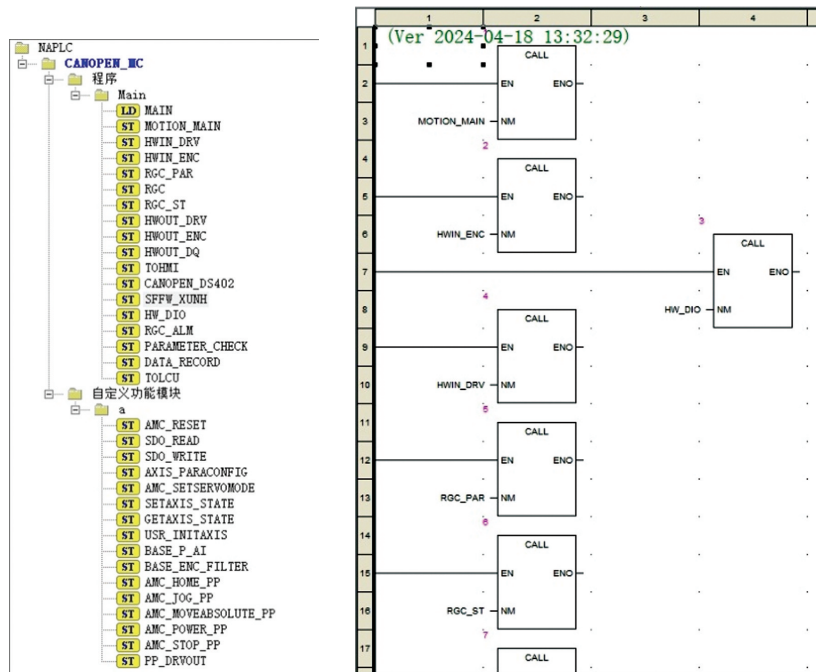 NAPLC
CANOPEN_MC
程序
Main
LD MAIN
ST MOTION_MAIN
ST HWIN_DRV
ST HWIN_ENC
ST RGC_PAR
ST RGC
ST RGC_ST
ST HWOUT_DRV
ST HWOUT_ENC
ST HWOUT_DQ
ST TOHMI
ST CANOPEN_DS402
ST SFFW_XUNH
ST HW_DIO
ST RGC_ALM
ST PARAMETER_CHECK
ST DATA_RECORD
ST TOLCU
自定义功能模块
a
ST AMC_RESET
ST SDO_READ
ST SDO_WRITE
ST AXIS_PARACONFIG
ST AMC_SETSERVOMODE
ST SETAXIS_STATE
ST GETAXIS_STATE
ST USR_INITAXIS
ST BASE_P_AI
ST BASE_ENC_FILTER
ST AMC_HOME_PP
ST AMC_JOG_PP
ST AMC_MOVEABSOLUTE_PP
ST AMC_POWER_PP
ST AMC_STOP_PP
ST PP_DRVOUT
1 2 3 4
1 (Ver 2024-04-18 13:32:29)
CALL
2 EN ENO
3 MOTION_MAIN NM
2
4 CALL
5 EN ENO
6 HWIN_ENC NM
3
CALL
7 EN ENO
4
8 HW_DIO NM
CALL
9 EN ENO
10 HWIN_DRV NM
5
11 CALL
12 EN ENO
13 RGC_PAR NM
6
14 CALL
15 EN ENO
16 RGC_ST NM
7
17 CALL